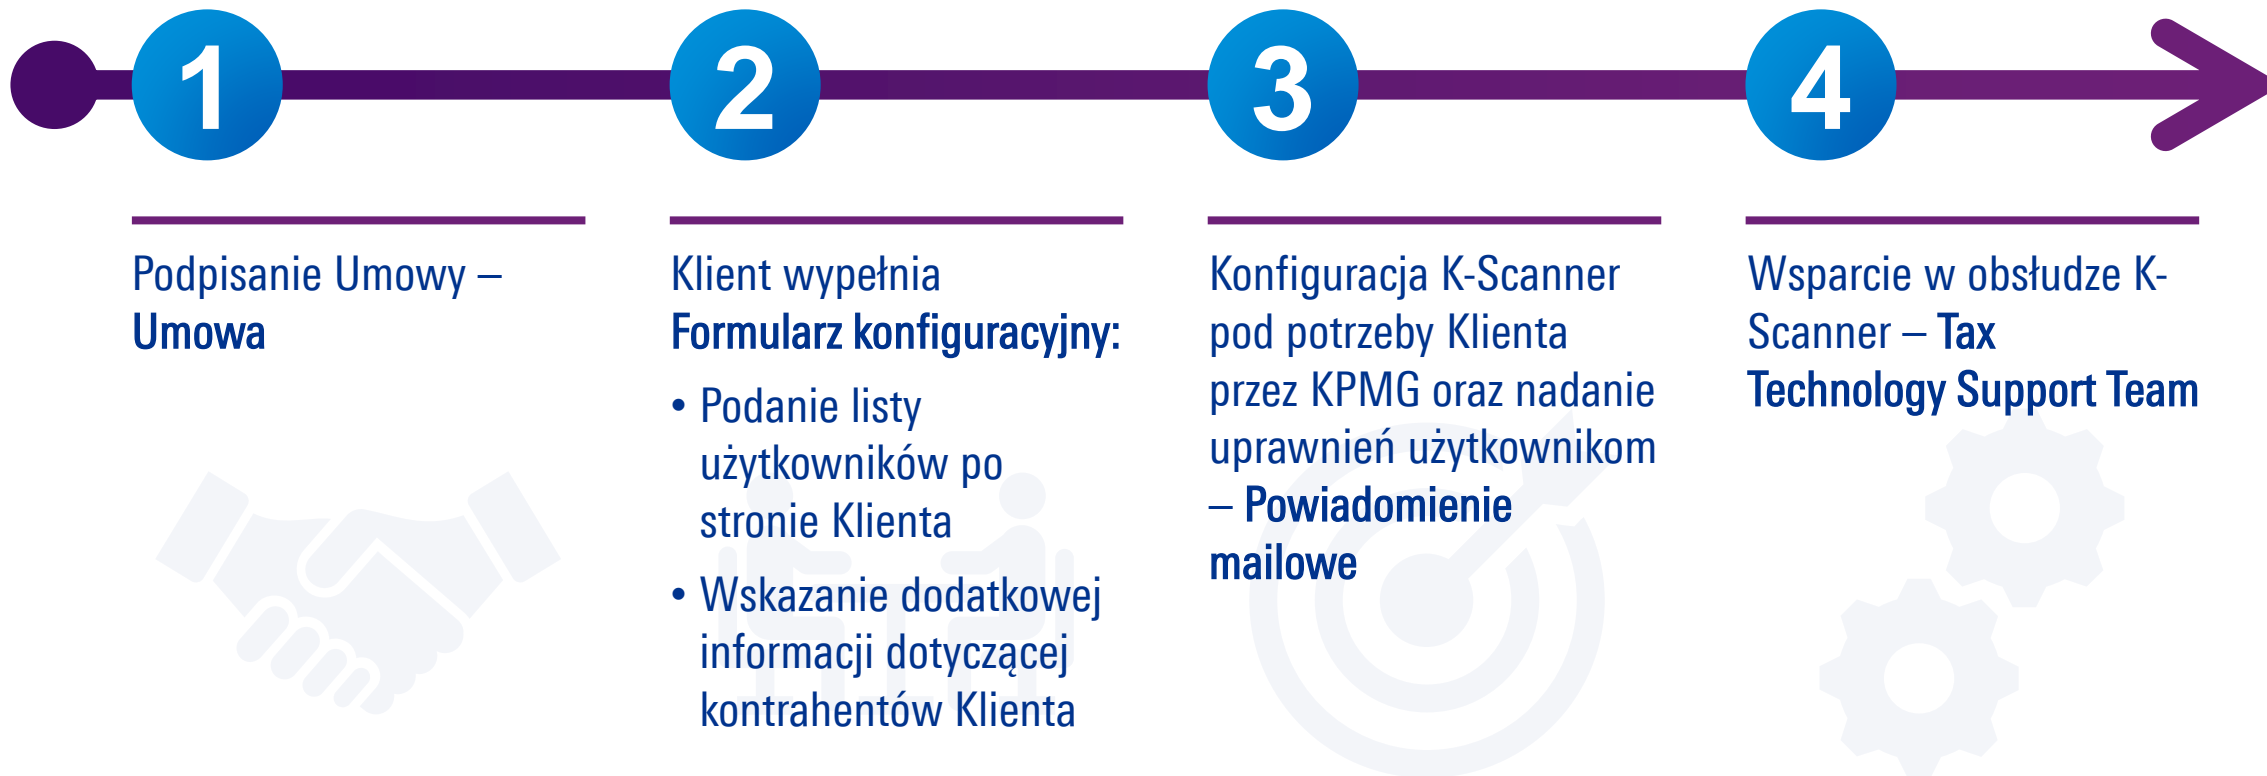 1
2
3
4
Podpisanie Umowy –
Umowa
Klient wypełnia
Formularz konfiguracyjny:
• Podanie listy
użytkowników po
stronie Klienta
• Wskazanie dodatkowej
informacji dotyczącej
kontrahentów Klienta
Konfiguracja K-Scanner
pod potrzeby Klienta
przez KPMG oraz nadanie
uprawnień użytkownikom
– Powiadomienie
mailowe
Wsparcie w obsłudze K-
Scanner – Tax
Technology Support Team